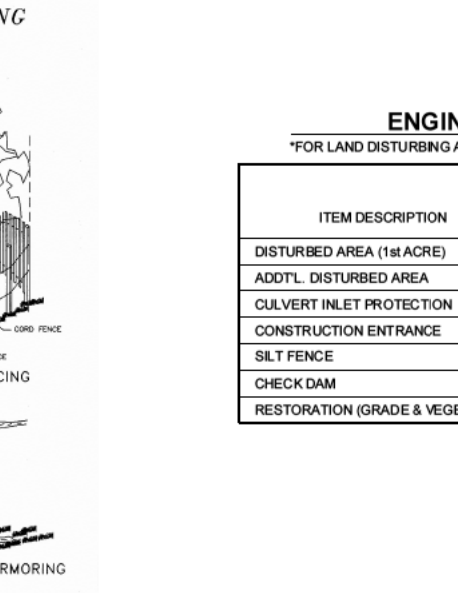 NG
CORD FENCE
CE
CING
RMORING
ENGIN
*FOR LAND DISTURBING A
ITEM DESCRIPTION
DISTURBED AREA (1st ACRE)
ADDT'L. DISTURBED AREA
CULVERT INLET PROTECTION
CONSTRUCTION ENTRANCE
SILT FENCE
CHECK DAM
RESTORATION (GRADE & VEGE